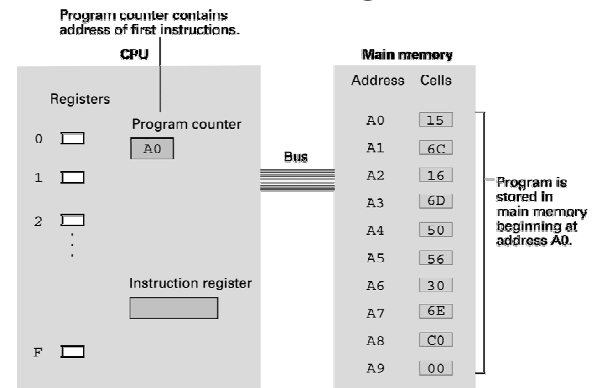 Program counter contains
address of first instructions.
CPU
Main memory
Address Cells
Registers
Program counter
A0
0
1
2
Instruction register
F
Bus
A0 15
A1 6C
A2 16
A3 6D
A4 50
A5 56
A6 30
A7 6E
A8 C0
A9 00
Program is
stored in
main memory
beginning at
address A0.